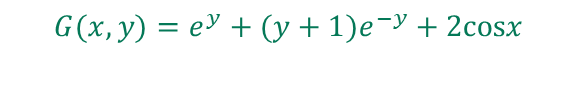 G(x, y) = e^y + (y + 1)e^{-y} + 2cosx